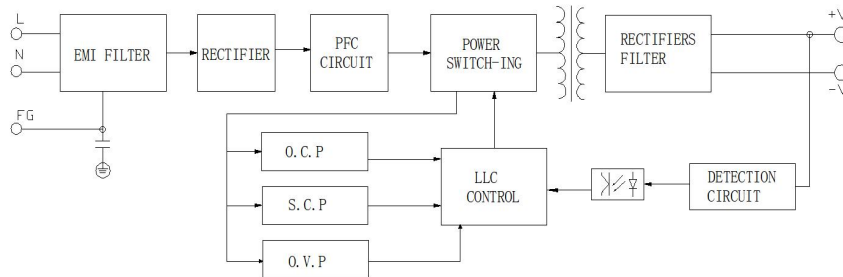 L
N
FG
EMI FILTER
RECTIFIER
PFC
CIRCUIT
POWER
SWITCH-ING
RECTIFIERS
FILTER
+V
-V
O.C.P
S.C.P
O.V.P
LLC
CONTROL
DETECTION
CIRCUIT